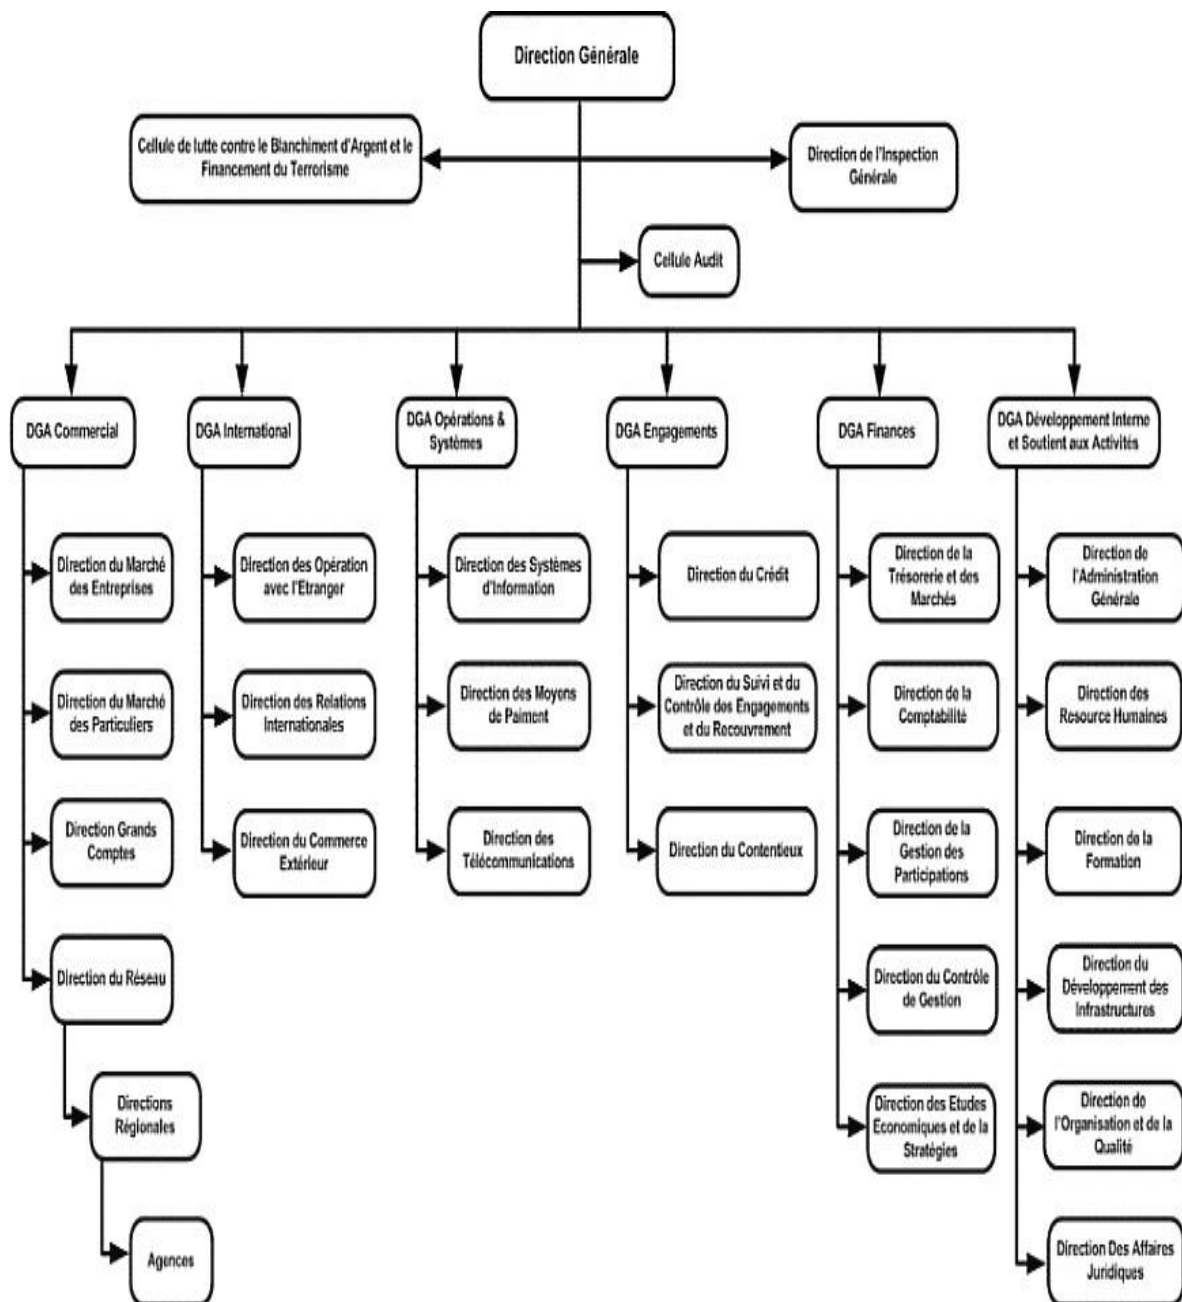 Direction Générale
Cellule de lutte contre le Blanchiment d'Argent et le
Financement du Terrorisme
Direction de l'Inspection
Générale
Cellule Audit
DGA Commercial
DGA International
DGA Opérations &
Systèmes
DGA Engagements
DGA Finances
DGA Développement Interne
et Soutient aux Activités
Direction du Marché
des Entreprises
Direction des Opération
avec l'Etranger
Direction des Systèmes
d'Information
Direction du Crédit
Direction de la
Trésorerie et des
Marchés
Direction de
l'Administration
Générale
Direction du Marché
des Particuliers
Direction des Relations
Internationales
Direction des Moyens
de Paiment
Direction du Suivi et du
Contrôle des Engagements
et du Recouvrement
Direction de la
Comptabilité
Direction des
Resource Humaines
Direction Grands
Comptes
Direction du Commerce
Extérieur
Direction des
Télécommunications
Direction du Contentieux
Direction de la
Gestion des
Participations
Direction de la
Formation
Direction du Réseau
Direction du Contrôle
de Gestion
Direction du
Développement des
Infrastructures
Directions
Régionales
Direction des Etudes
Economiques et de la
Stratégies
Direction de
l'Organisation et de la
Qualité
Agences
Direction Des Affaires
Juridiques